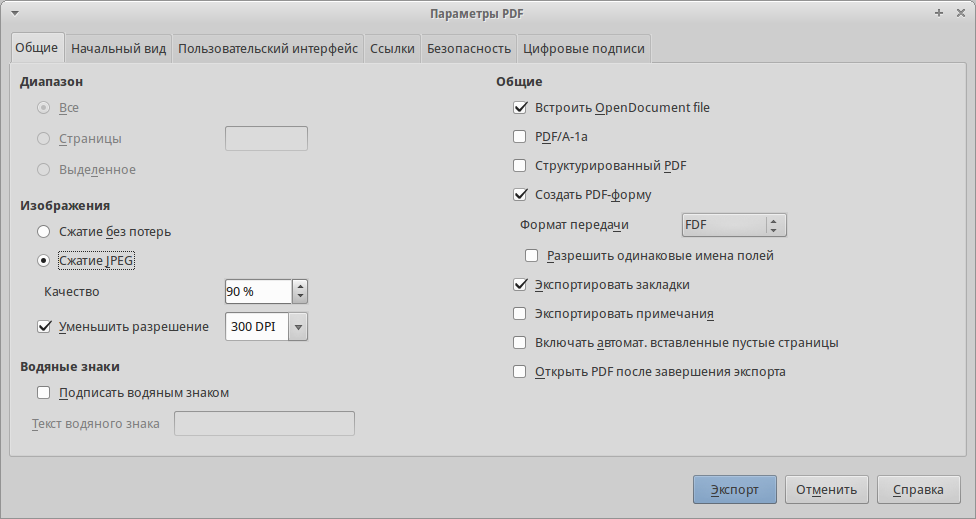 Параметры PDF
Общие Начальный вид Пользовательский интерфейс Ссылки Безопасность Цифровые подписи
Диапазон
Все
Страницы
Выделенное
Изображения
Сжатие без потерь
Сжатие JPEG
Качество 90 %
Уменьшить разрешение 300 DPI
Водяные знаки
Подписать водяным знаком
Текст водяного знака
Общие
Встроить OpenDocument file
PDF/A-1a
Структурированный PDF
Создать PDF-форму
Формат передачи FDF
Разрешить одинаковые имена полей
Экспортировать закладки
Экспортировать примечания
Включать автомат. вставленные пустые страницы
Открыть PDF после завершения экспорта
Экспорт Отменить Справка